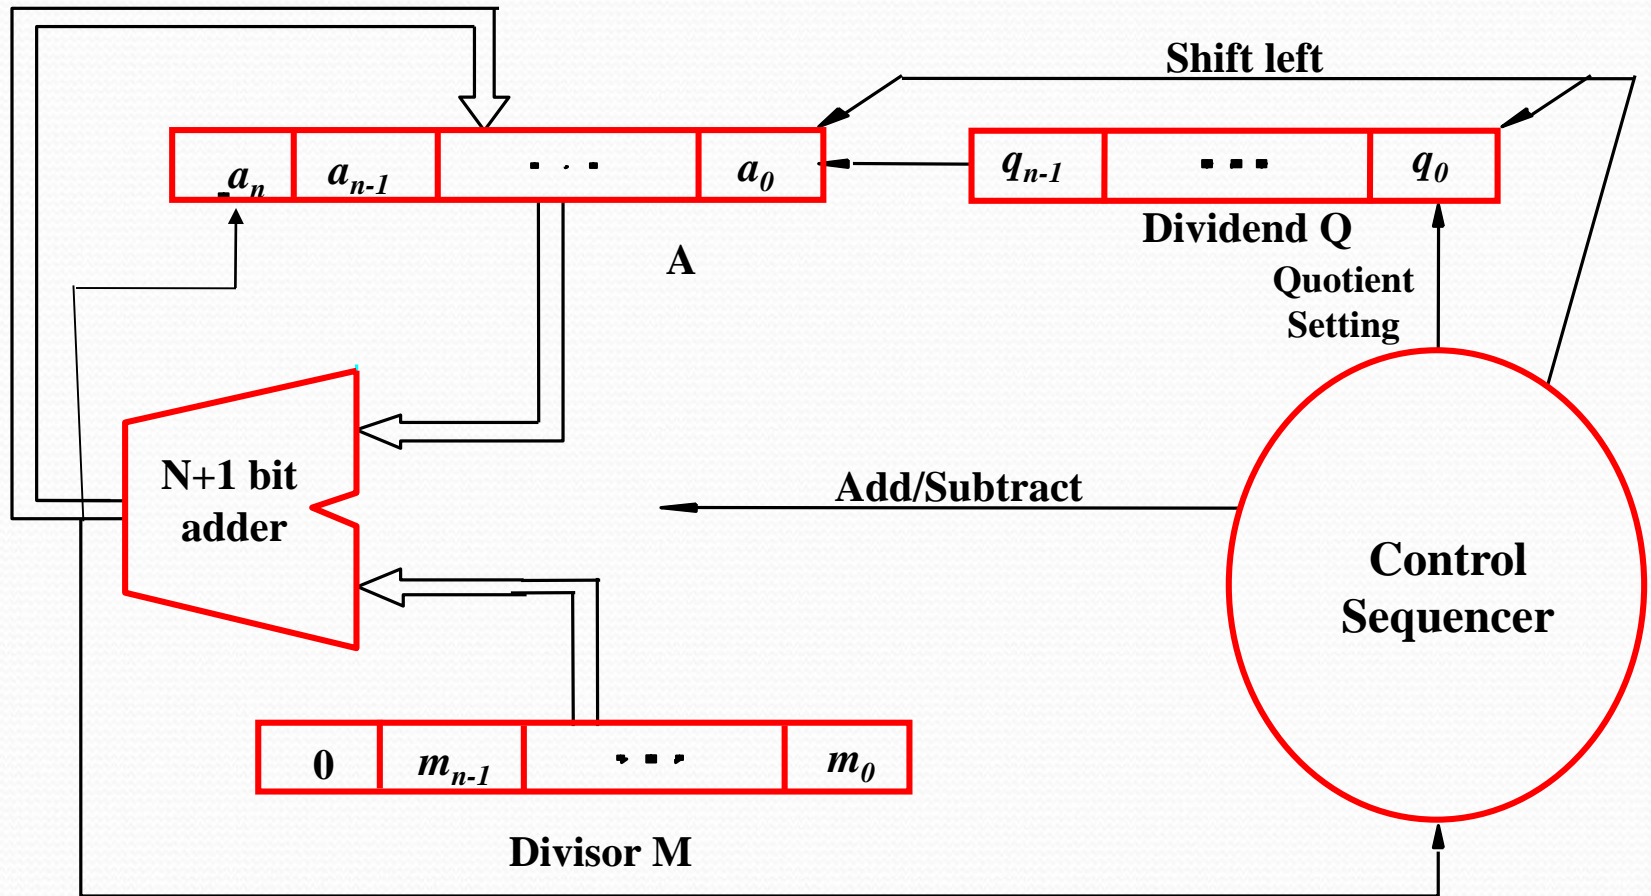 Shift left
aₙ aₙ₋₁ ... a₀
qₙ₋₁ ... q₀
Dividend Q
A
Quotient
Setting
N+1 bit
adder
Add/Subtract
Control
Sequencer
0 mₙ₋₁ ... m₀
Divisor M